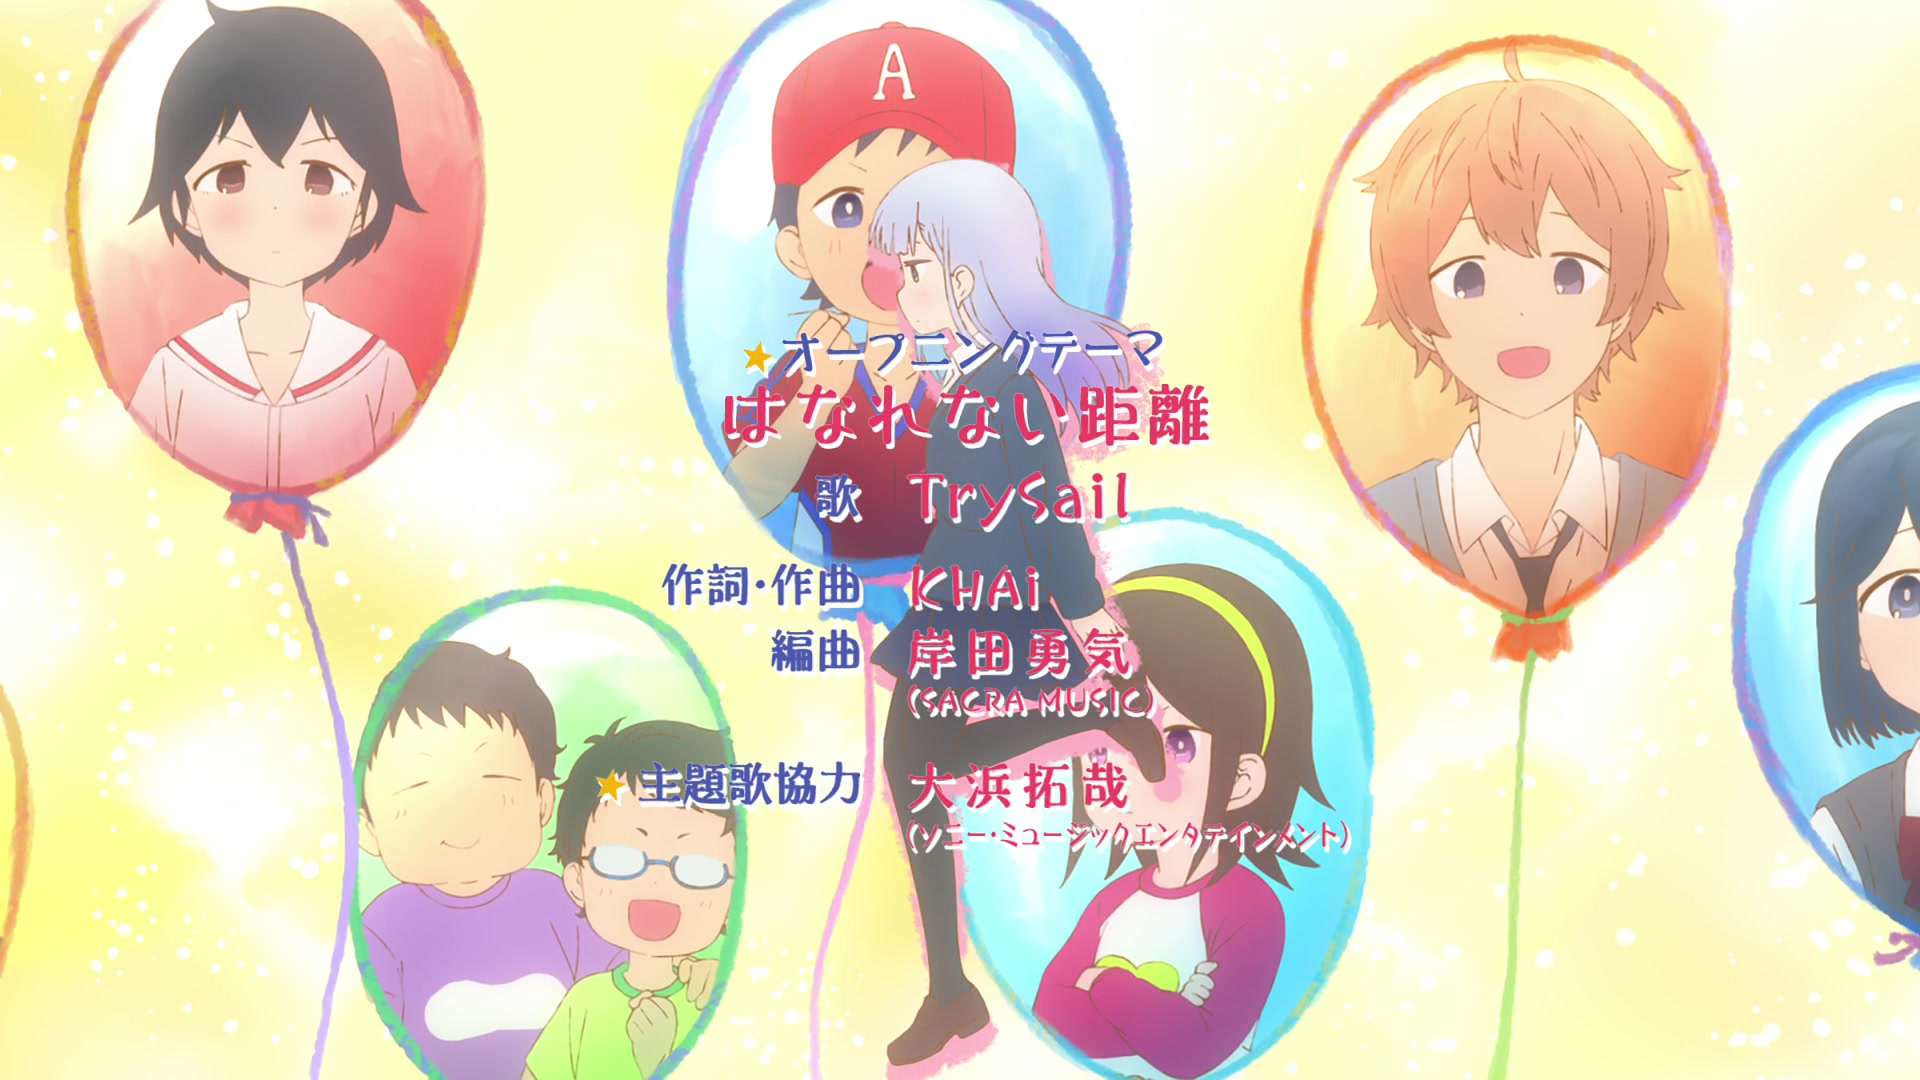 A
★オープニングテーマ
はなれない距離
歌 TrySail
作詞・作曲 KHAi
編曲 岸田勇気
(SACRA MUSIC)
★主題歌協力 大浜拓哉
(ソニー・ミュージックエンタテインメント)